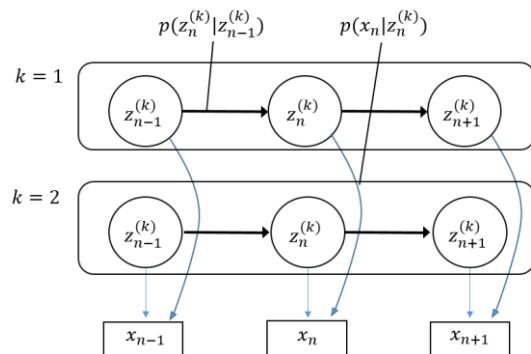 p(z_n^{(k)}|z_{n-1}^{(k)}) p(x_n|z_n^{(k)})
k = 1
z_{n-1}^{(k)} z_n^{(k)} z_{n+1}^{(k)}
k = 2
z_{n-1}^{(k)} z_n^{(k)} z_{n+1}^{(k)}
x_{n-1} x_n x_{n+1}